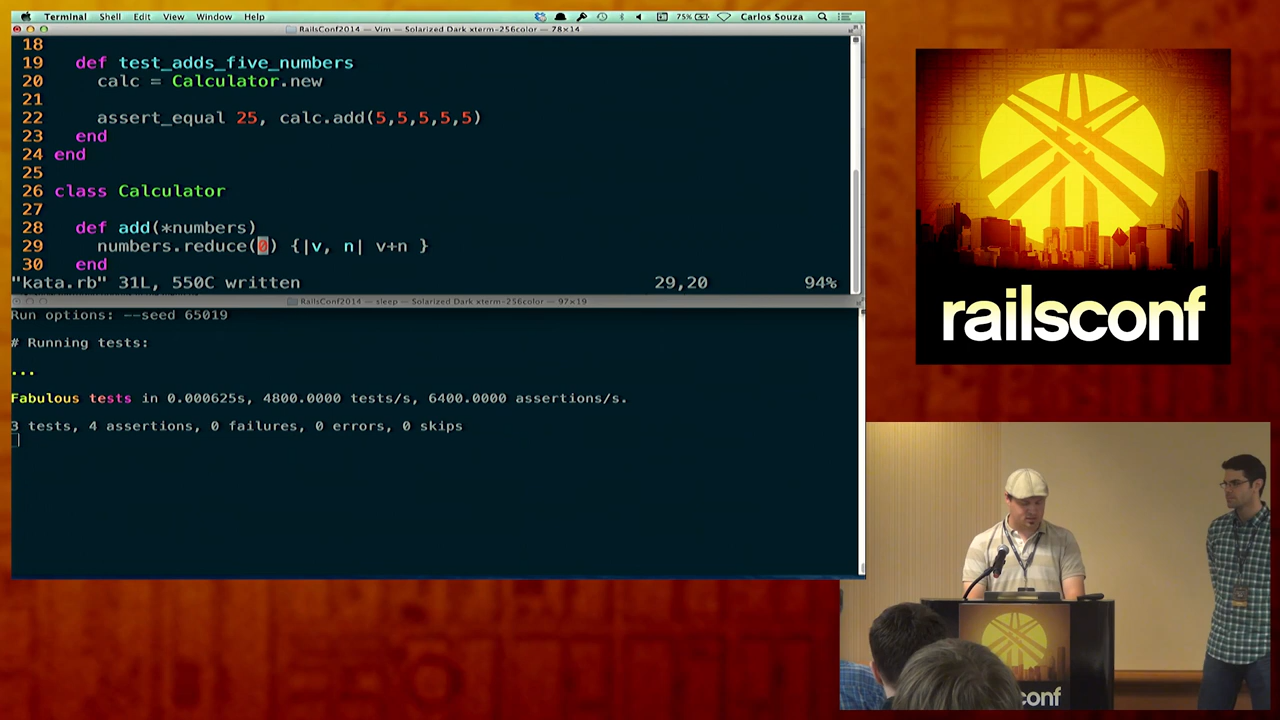 Terminal Shell Edit View Window Help 75% Carlos Souza
RailsConf2014 — Vim — Solarized Dark xterm-256color — 78×14
18
19 def test_adds_five_numbers
20 calc = Calculator.new
21
22 assert_equal 25, calc.add(5,5,5,5,5)
23 end
24 end
25
26 class Calculator
27
28 def add(*numbers)
29 numbers.reduce(0) {|v, n| v+n }
30 end
"kata.rb" 31L, 550C written 29,20 94%
RailsConf2014 — sleep — Solarized Dark xterm-256color — 97×19
Run options: --seed 65019
# Running tests:
...
Fabulous tests in 0.000625s, 4800.0000 tests/s, 6400.0000 assertions/s.
3 tests, 4 assertions, 0 failures, 0 errors, 0 skips
railsconf
conf